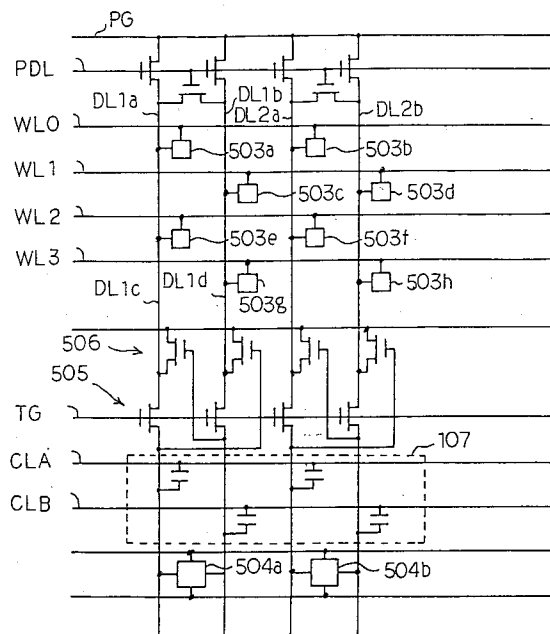 PG
PDL
DL1a
DL1b
DL2a
DL2b
WL0
503a
503b
WL1
503c
503d
WL2
503e
503f
WL3
503g
503h
DL1c
DL1d
506
505
TG
107
CLA
CLB
504a
504b